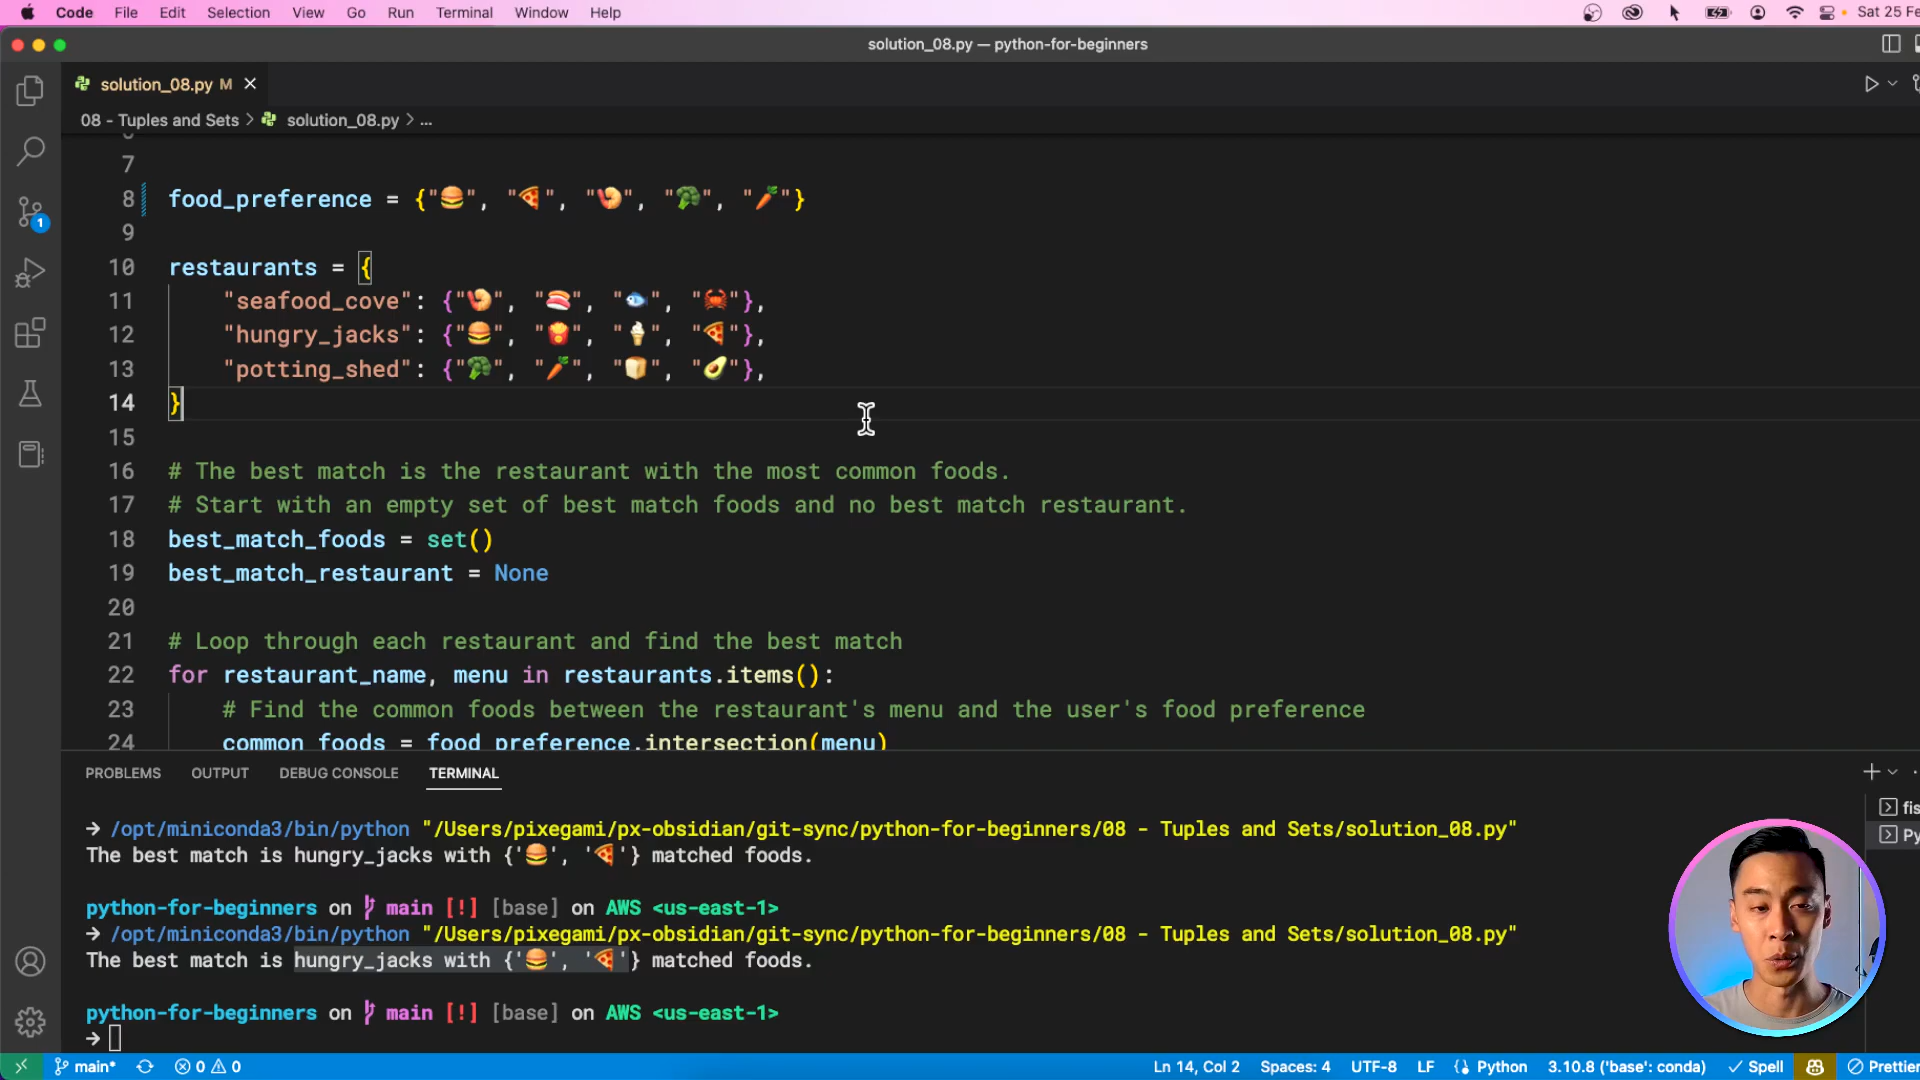 Code File Edit Selection View Go Run Terminal Window Help Sat 25 Fe
solution_08.py — python-for-beginners
solution_08.py M
08 - Tuples and Sets > solution_08.py > ...
7
8 food_preference = {"🍔", "🍕", "🍤", "🥦", "🥕"}
9
10 restaurants = {
11 "seafood_cove": {"🍤", "🍣", "🐟", "🦀"},
12 "hungry_jacks": {"🍔", "🍟", "🍦", "🍕"},
13 "potting_shed": {"🥦", "🥕", "🍞", "🥑"},
14 }
15
16 # The best match is the restaurant with the most common foods.
17 # Start with an empty set of best match foods and no best match restaurant.
18 best_match_foods = set()
19 best_match_restaurant = None
20
21 # Loop through each restaurant and find the best match
22 for restaurant_name, menu in restaurants.items():
23 # Find the common foods between the restaurant's menu and the user's food preference
24 common_foods = food_preference.intersection(menu)
1
PROBLEMS OUTPUT DEBUG CONSOLE TERMINAL
→ /opt/miniconda3/bin/python "/Users/pixegami/px-obsidian/git-sync/python-for-beginners/08 - Tuples and Sets/solution_08.py"
The best match is hungry_jacks with {'🍔', '🍕'} matched foods.
python-for-beginners on main [!] [base] on AWS <us-east-1>
→ /opt/miniconda3/bin/python "/Users/pixegami/px-obsidian/git-sync/python-for-beginners/08 - Tuples and Sets/solution_08.py"
The best match is hungry_jacks with {'🍔', '🍕'} matched foods.
python-for-beginners on main [!] [base] on AWS <us-east-1>
→
fis
Py
main* 0 0 Ln 14, Col 2 Spaces: 4 UTF-8 LF Python 3.10.8 ('base': conda) Spell Prettier